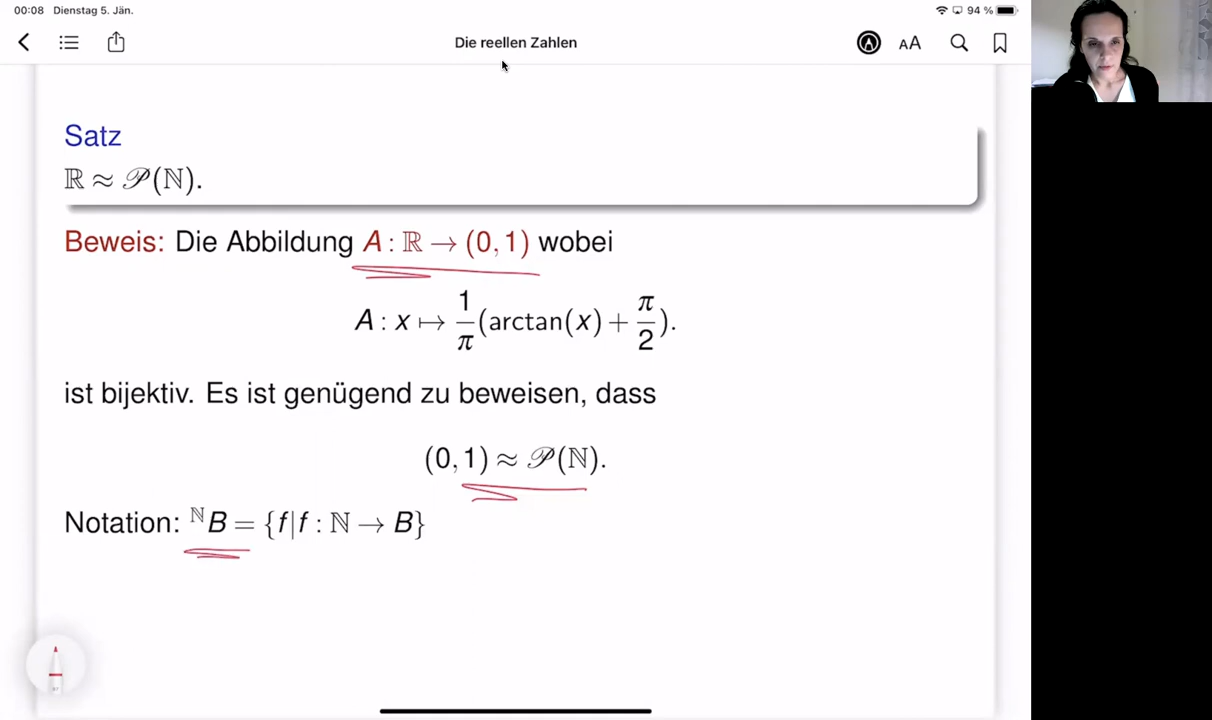 00:08 Dienstag 5. Jän.
94 %
Die reellen Zahlen
AA
Satz
ℝ ≈ 𝒫(ℕ).
Beweis: Die Abbildung A : ℝ → (0, 1) wobei
A : x ↦ 1/π (arctan(x) + π/2).
ist bijektiv. Es ist genügend zu beweisen, dass
(0, 1) ≈ 𝒫(ℕ).
Notation: ᴺB = {f|f : ℕ → B}